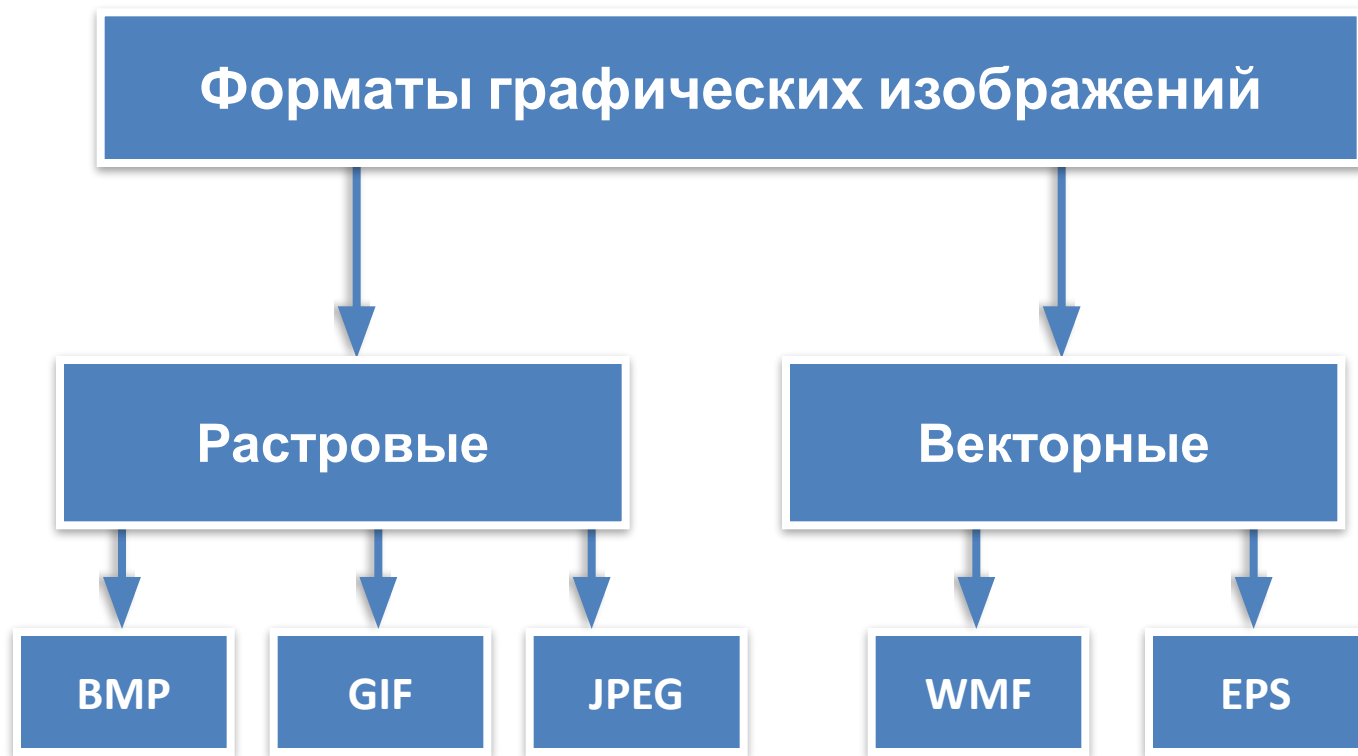 Форматы графических изображений
Растровые
Векторные
BMP
GIF
JPEG
WMF
EPS